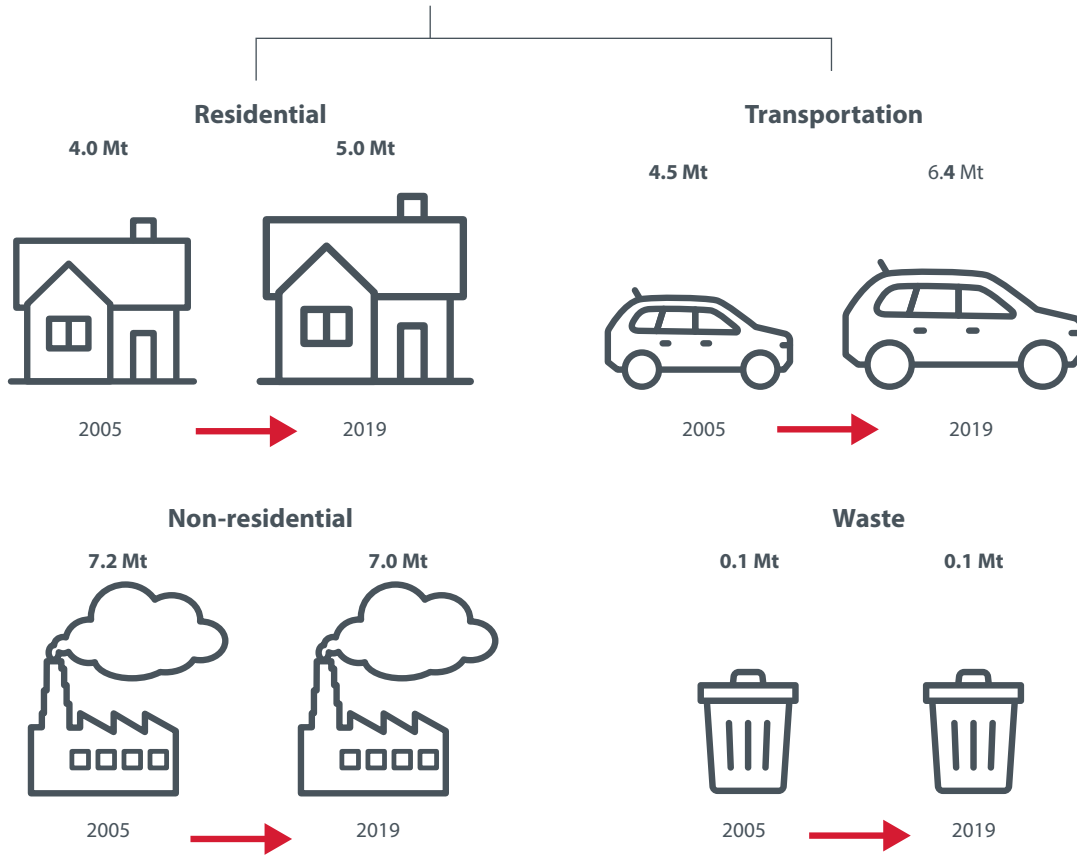 Residential
4.0 Mt
5.0 Mt
2005
2019
Transportation
4.5 Mt
6.4 Mt
2005
2019
Non-residential
7.2 Mt
7.0 Mt
2005
2019
Waste
0.1 Mt
0.1 Mt
2005
2019